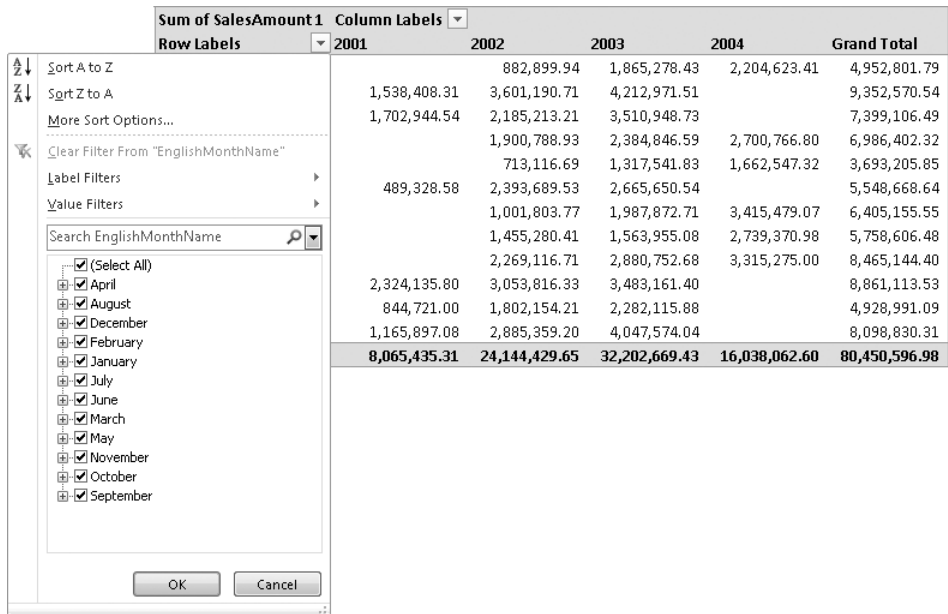 Sum of SalesAmount 1 Column Labels
Row Labels 2001 2002 2003 2004 Grand Total
882,899.94 1,865,278.43 2,204,623.41 4,952,801.79
1,538,408.31 3,601,190.71 4,212,971.51 9,352,570.54
1,702,944.54 2,185,213.21 3,510,948.73 7,399,106.49
1,900,788.93 2,384,846.59 2,700,766.80 6,986,402.32
713,116.69 1,317,541.83 1,662,547.32 3,693,205.85
489,328.58 2,393,689.53 2,665,650.54 5,548,668.64
1,001,803.77 1,987,872.71 3,415,479.07 6,405,155.55
1,455,280.41 1,563,955.08 2,739,370.98 5,758,606.48
2,269,116.71 2,880,752.68 3,315,275.00 8,465,144.40
2,324,135.80 3,053,816.33 3,483,161.40 8,861,113.53
844,721.00 1,802,154.21 2,282,115.88 4,928,991.09
1,165,897.08 2,885,359.20 4,047,574.04 8,098,830.31
8,065,435.31 24,144,429.65 32,202,669.43 16,038,062.60 80,450,596.98
Sort A to Z
Sort Z to A
More Sort Options...
Clear Filter From "EnglishMonthName"
Label Filters
Value Filters
Search EnglishMonthName
(Select All)
April
August
December
February
January
July
June
March
May
November
October
September
OK Cancel